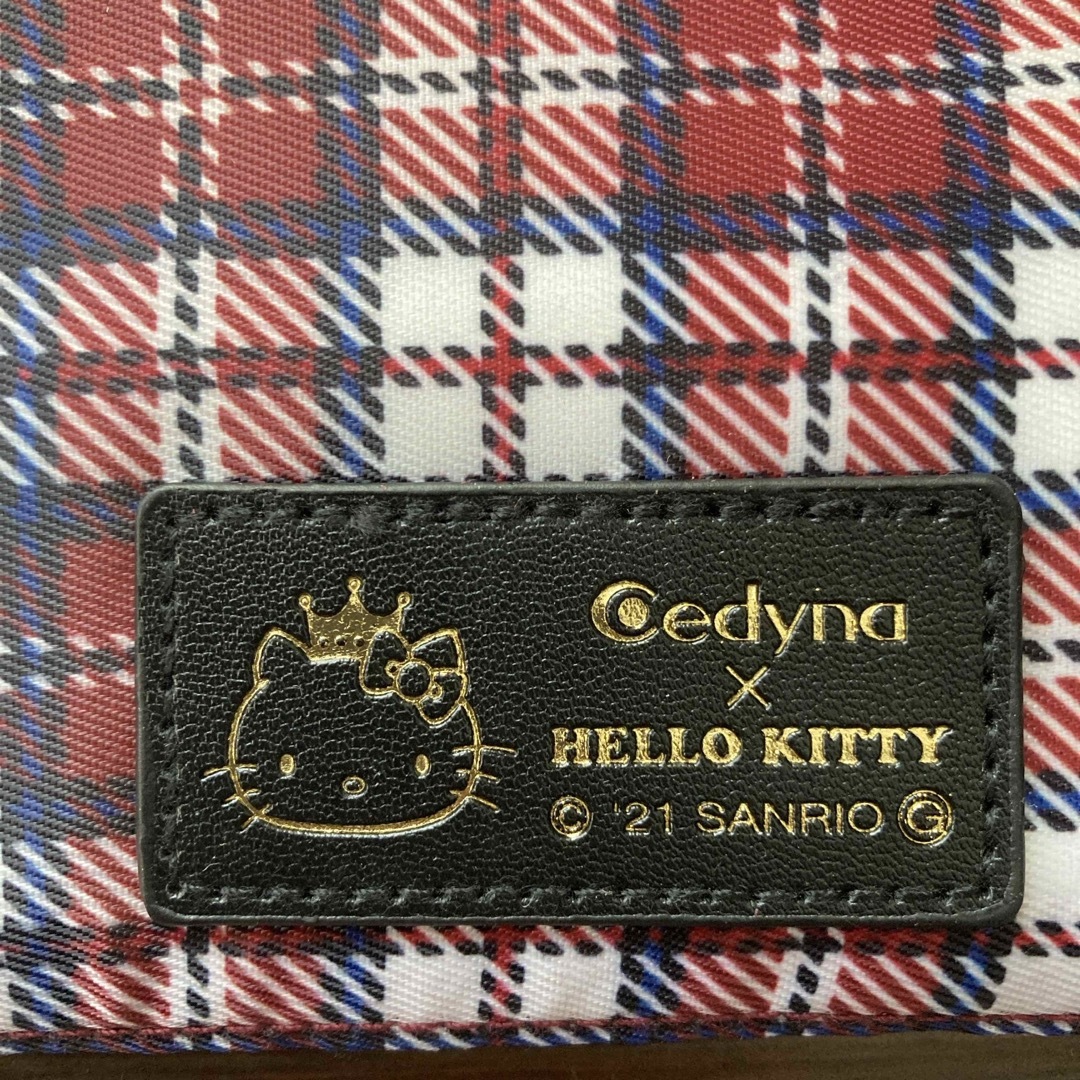 Cedyna
×
HELLO KITTY
© '21 SANRIO Ⓖ